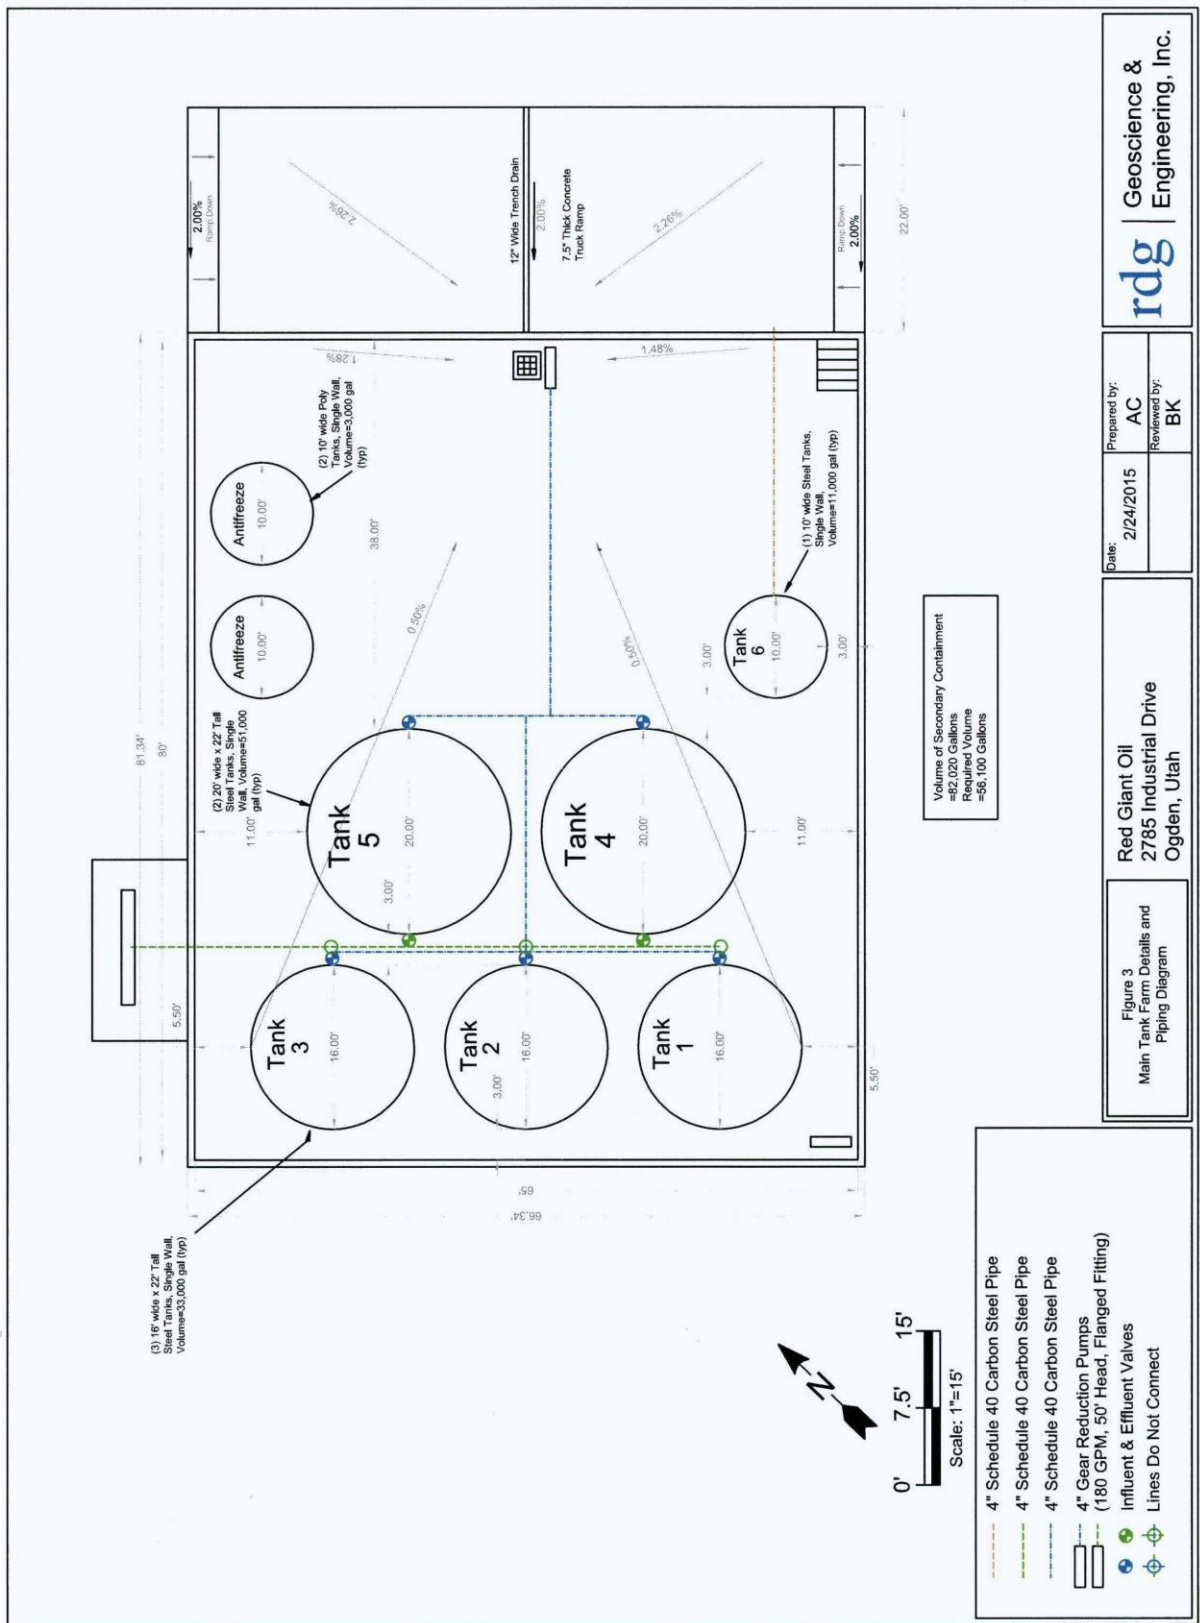 81.34'
80'
(3) 16' wide x 22' Tall
Steel Tanks, Single Wall,
Volume=33,000 gal (typ)
(2) 20' wide x 22' Tall
Steel Tanks, Single
Wall, Volume=51,000
gal (typ)
(2) 10' wide Poly
Tanks, Single Wall,
Volume=3,000 gal
(typ)
2.00%
Ramp Down
2.26%
12" Wide Trench Drain
2.00%
7.5" Thick Concrete
Truck Ramp
2.26%
Ramp Down
2.00%
22.00'
1.28%
1.48%
38.00'
Antifreeze
10.00'
Antifreeze
10.00'
0.50%
0.50%
5.50'
11.00'
Tank
5
20.00'
3.00'
Tank
4
20.00'
11.00'
Tank
3
16.00'
Tank
2
16.00'
3.00'
Tank
1
16.00'
5.50'
3.00'
Tank
6
10.00'
3.00'
(1) 10' wide Steel Tanks,
Single Wall,
Volume=11,000 gal (typ)
65'
66.34'
Volume of Secondary Containment
=82,020 Gallons
Required Volume
=56,100 Gallons
N
0' 7.5' 15'
Scale: 1"=15'
4" Schedule 40 Carbon Steel Pipe
4" Schedule 40 Carbon Steel Pipe
4" Schedule 40 Carbon Steel Pipe
4" Gear Reduction Pumps
(180 GPM, 50' Head, Flanged Fitting)
Influent & Effluent Valves
Lines Do Not Connect
Figure 3
Main Tank Farm Details and
Piping Diagram
Red Giant Oil
2785 Industrial Drive
Ogden, Utah
Date:
2/24/2015
Prepared by:
AC
Reviewed by:
BK
rdg
Geoscience &
Engineering, Inc.